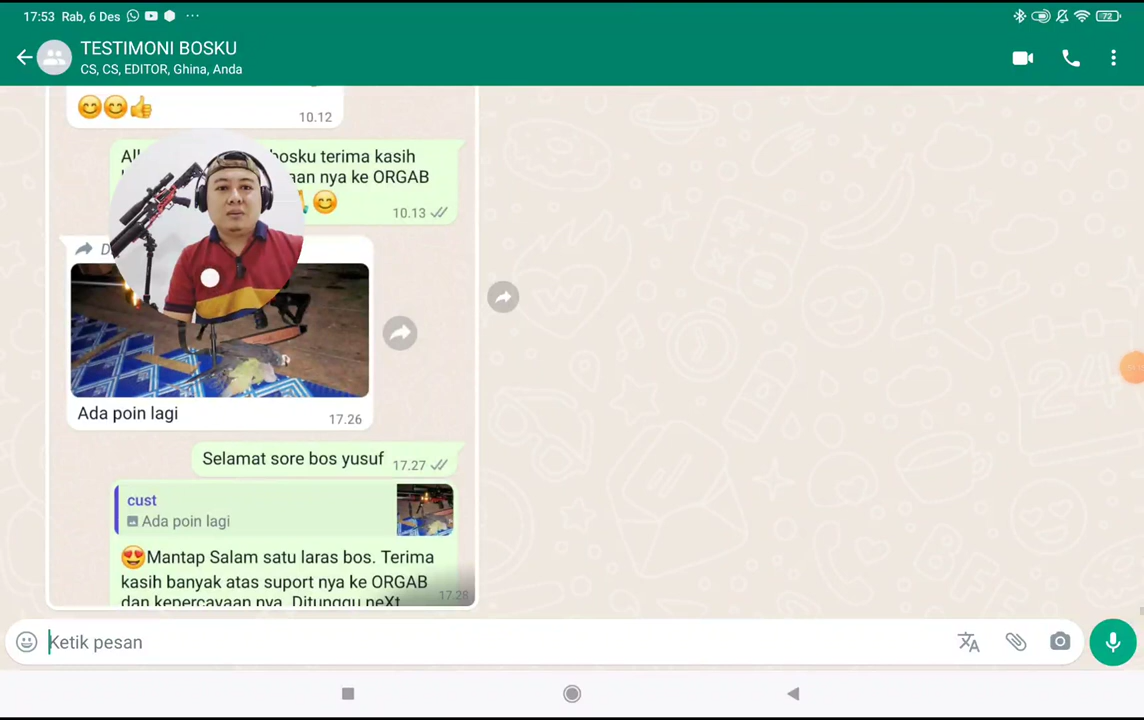 17:53 Rab, 6 Des
72
TESTIMONI BOSKU
CS, CS, EDITOR, Ghina, Anda
10.12
bosku terima kasih
nya ke ORGAB
10.13
Ada poin lagi
17.26
Selamat sore bos yusuf
17.27
cust
Ada poin lagi
Mantap Salam satu laras bos. Terima
kasih banyak atas suport nya ke ORGAB
dan kepercayaan nya. Ditunggu neXt
17.28
Ketik pesan